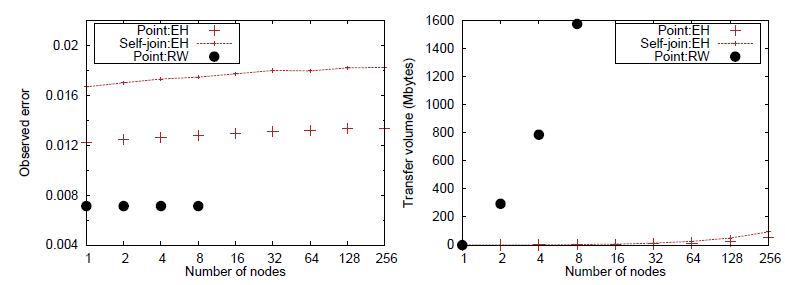 Point:EH
Self-join:EH
Point:RW
0.02
0.016
0.012
0.008
0.004
Observed error
1 2 4 8 16 32 64 128 256
Number of nodes
Point:EH
Self-join:EH
Point:RW
1600
1400
1200
1000
800
600
400
200
0
Transfer volume (Mbytes)
1 2 4 8 16 32 64 128 256
Number of nodes